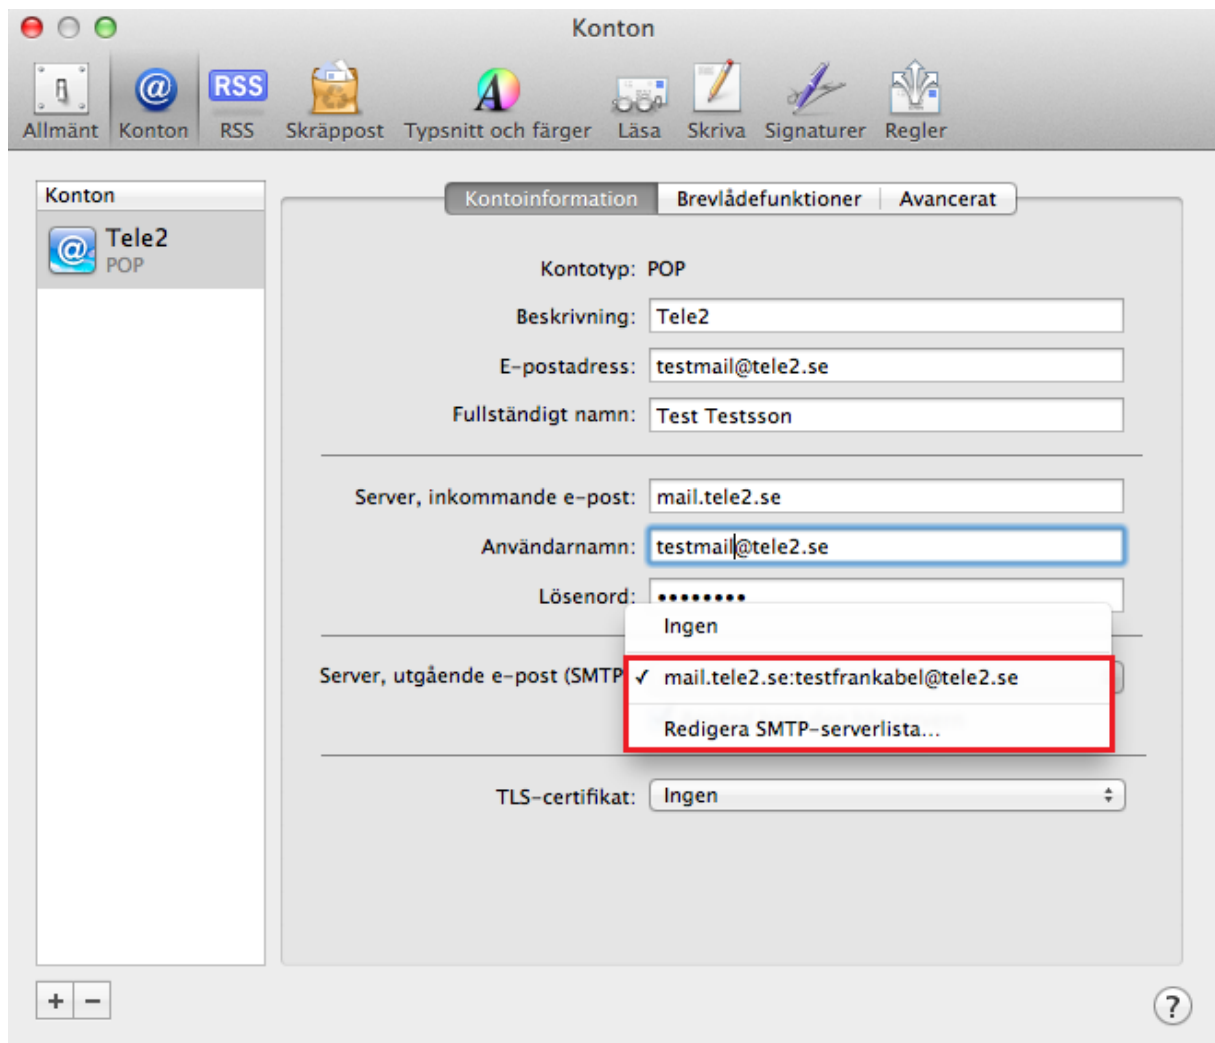 Konton
Allmänt Konton RSS Skräppost Typsnitt och färger Läsa Skriva Signaturer Regler
RSS
Konton
Tele2
POP
Kontoinformation Brevlådefunktioner Avancerat
Kontotyp: POP
Beskrivning: Tele2
E-postadress: testmail@tele2.se
Fullständigt namn: Test Testsson
Server, inkommande e-post: mail.tele2.se
Användarnamn: testmail@tele2.se
Lösenord: ••••••••
Ingen
Server, utgående e-post (SMTP ✓ mail.tele2.se:testfrankabel@tele2.se
Redigera SMTP-serverlista...
TLS-certifikat: Ingen
+ −
?